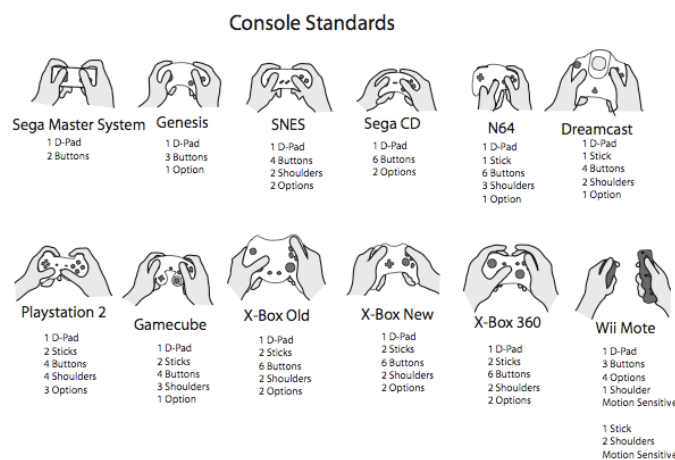 Console Standards
Sega Master System
1 D-Pad
2 Buttons
Genesis
1 D-Pad
3 Buttons
1 Option
SNES
1 D-Pad
4 Buttons
2 Shoulders
2 Options
Sega CD
1 D-Pad
6 Buttons
2 Options
N64
1 D-Pad
1 Stick
6 Buttons
3 Shoulders
1 Option
Dreamcast
1 D-Pad
1 Stick
4 Buttons
2 Shoulders
1 Option
Playstation 2
1 D-Pad
2 Sticks
4 Buttons
4 Shoulders
3 Options
Gamecube
1 D-Pad
2 Sticks
4 Buttons
3 Shoulders
1 Option
X-Box Old
1 D-Pad
2 Sticks
6 Buttons
2 Shoulders
2 Options
X-Box New
1 D-Pad
2 Sticks
6 Buttons
2 Shoulders
2 Options
X-Box 360
1 D-Pad
2 Sticks
6 Buttons
2 Shoulders
2 Options
Wii Mote
1 D-Pad
3 Buttons
4 Options
1 Shoulder
Motion Sensitive
1 Stick
2 Shoulders
Motion Sensitive